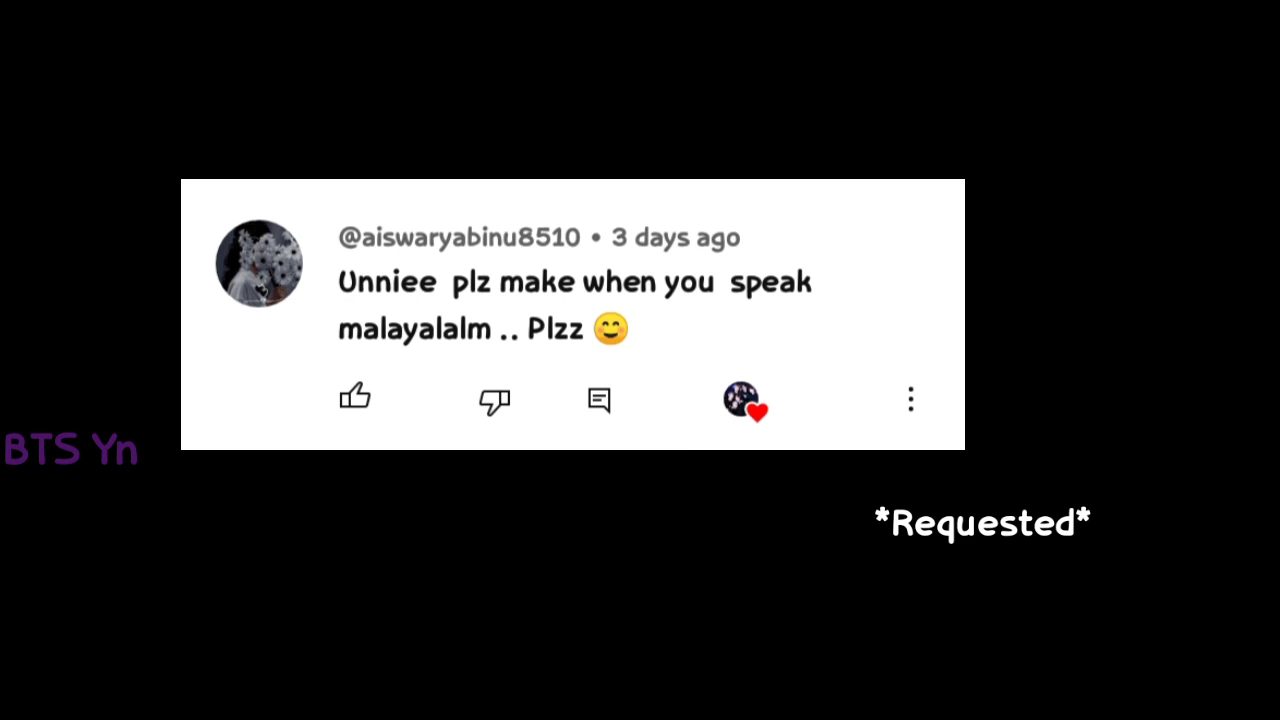 @aiswaryabinu8510 • 3 days ago
Unniee plz make when you speak
malayalalm .. Plzz 😊
BTS Yn
*Requested*